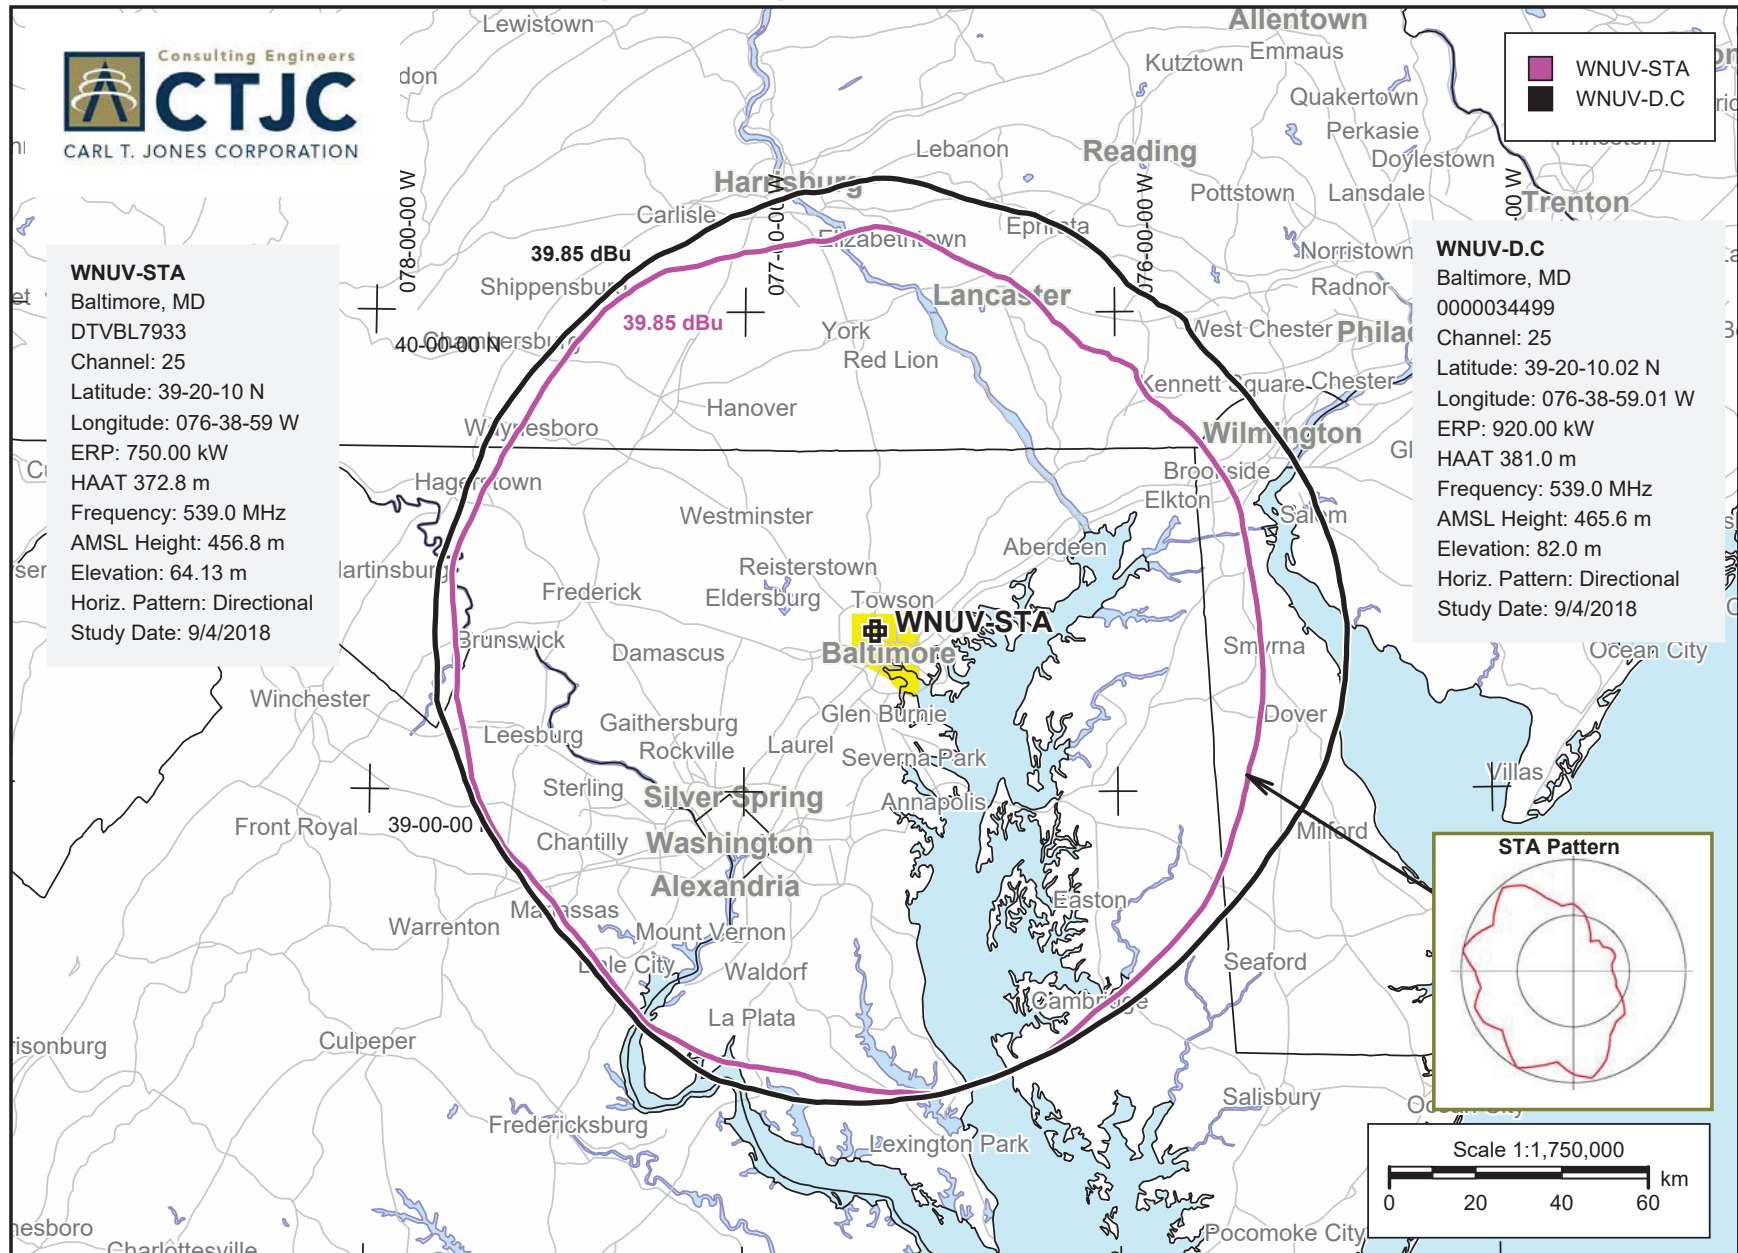 Consulting Engineers
CTJC
CARL T. JONES CORPORATION
WNUV-STA
WNUV-D.C
WNUV-STA
Baltimore, MD
DTVBL7933
Channel: 25
Latitude: 39-20-10 N
Longitude: 076-38-59 W
ERP: 750.00 kW
HAAT 372.8 m
Frequency: 539.0 MHz
AMSL Height: 456.8 m
Elevation: 64.13 m
Horiz. Pattern: Directional
Study Date: 9/4/2018
WNUV-D.C
Baltimore, MD
0000034499
Channel: 25
Latitude: 39-20-10.02 N
Longitude: 076-38-59.01 W
ERP: 920.00 kW
HAAT 381.0 m
Frequency: 539.0 MHz
AMSL Height: 465.6 m
Elevation: 82.0 m
Horiz. Pattern: Directional
Study Date: 9/4/2018
Lewistown
Allentown
Emmaus
Kutztown
Quakertown
Perkasie
Doylestown
Lebanon
Reading
Pottstown
Lansdale
Trenton
Harrisburg
Carlisle
Elizabethtown
Ephrata
Norristown
Radnor
39.85 dBu
Shippensburg
39.85 dBu
Lancaster
078-00-00 W
077-00-00 W
076-00-00 W
York
Red Lion
West Chester
Chambersburg
40-00-00 N
Kennett Square
Chester
Hanover
Waynesboro
Wilmington
Hagerstown
Brookside
Elkton
Salem
Westminster
Aberdeen
Reisterstown
Eldersburg
Frederick
Towson
WNUV-STA
Baltimore
Brunswick
Damascus
Smyrna
Ocean City
Winchester
Glen Burnie
Dover
Gaithersburg
Rockville
Laurel
Severna Park
Leesburg
Sterling
Silver Spring
Annapolis
Villas
Front Royal
39-00-00
Chantilly
Washington
Milford
Alexandria
Manassas
Easton
Warrenton
Mount Vernon
Dale City
Waldorf
Seaford
Cambridge
La Plata
Culpeper
risonburg
Salisbury
Fredericksburg
Lexington Park
Pocomoke City
nesboro
Charlottesville
STA Pattern
Scale 1:1,750,000
km
0 20 40 60